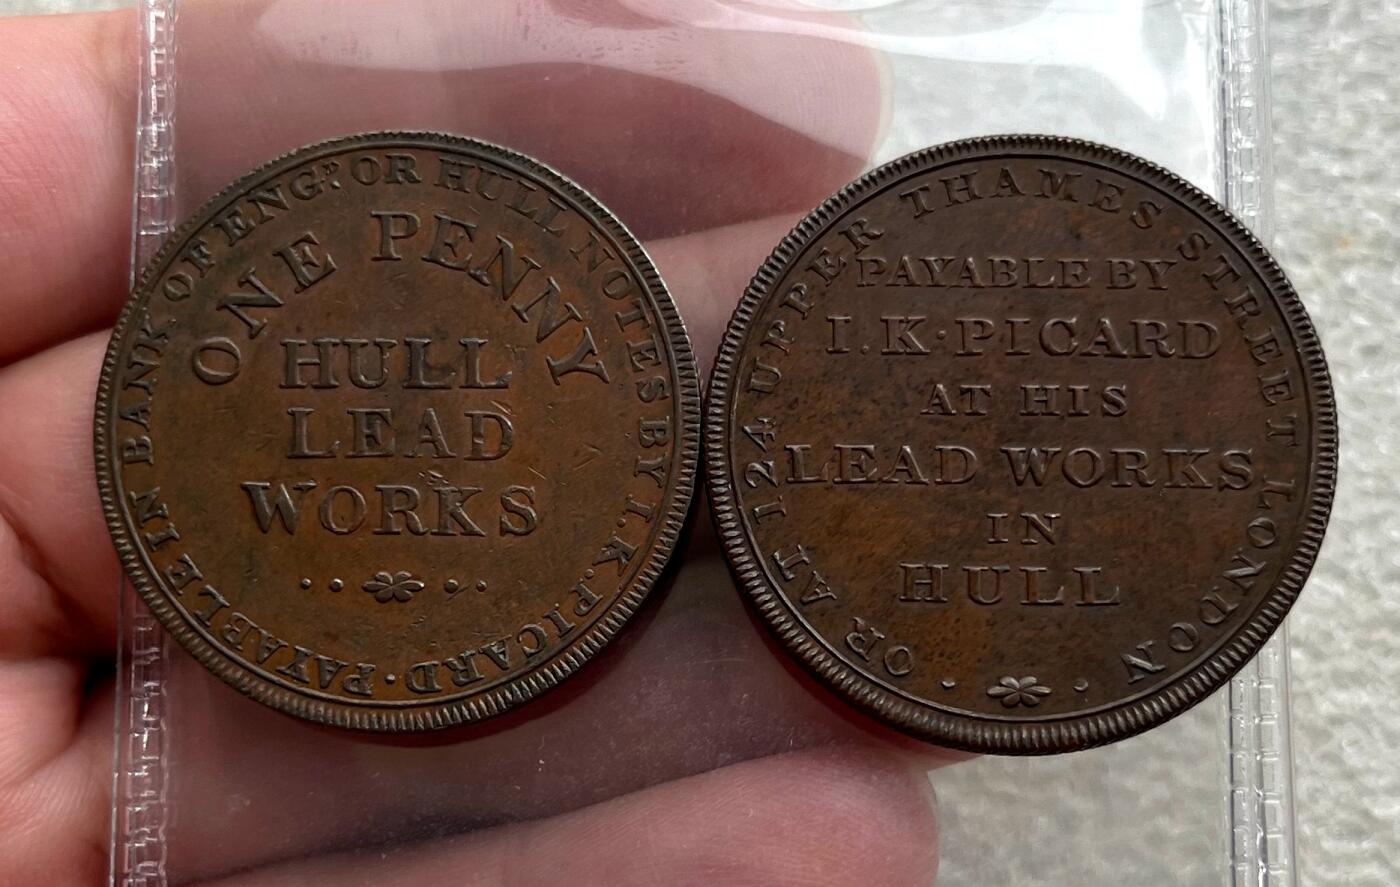 PAYABLE IN BANK OF ENG.D OR HULL NOTES BY I.K.PICARD·
ONE PENNY
HULL
LEAD
WORKS
OR AT 124 UPPER THAMES STREET LONDON
PAYABLE BY
I.K·PICARD
AT HIS
LEAD WORKS
IN
HULL